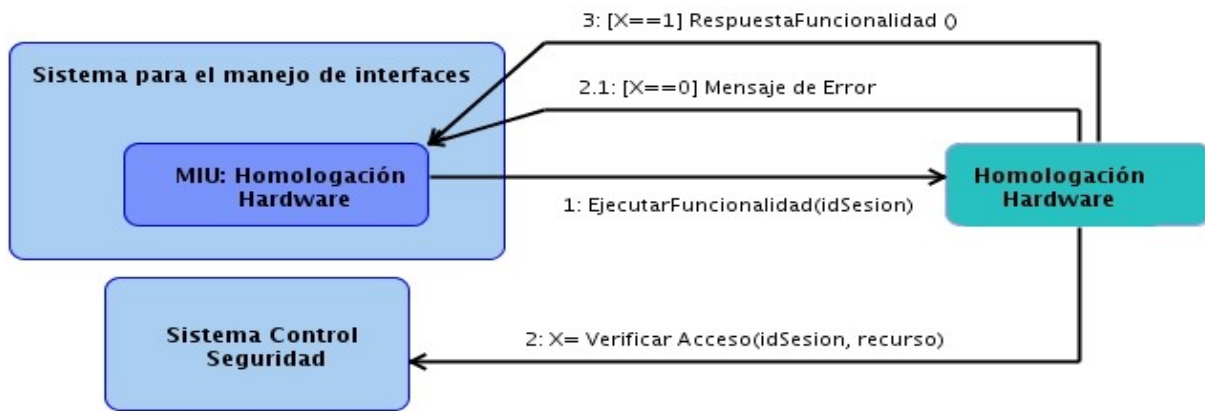 3: [X==1] RespuestaFuncionalidad ()
Sistema para el manejo de interfaces
2.1: [X==0] Mensaje de Error
MIU: Homologación
Hardware
Homologación
Hardware
1: EjecutarFuncionalidad(idSesion)
Sistema Control
Seguridad
2: X= Verificar Acceso(idSesion, recurso)